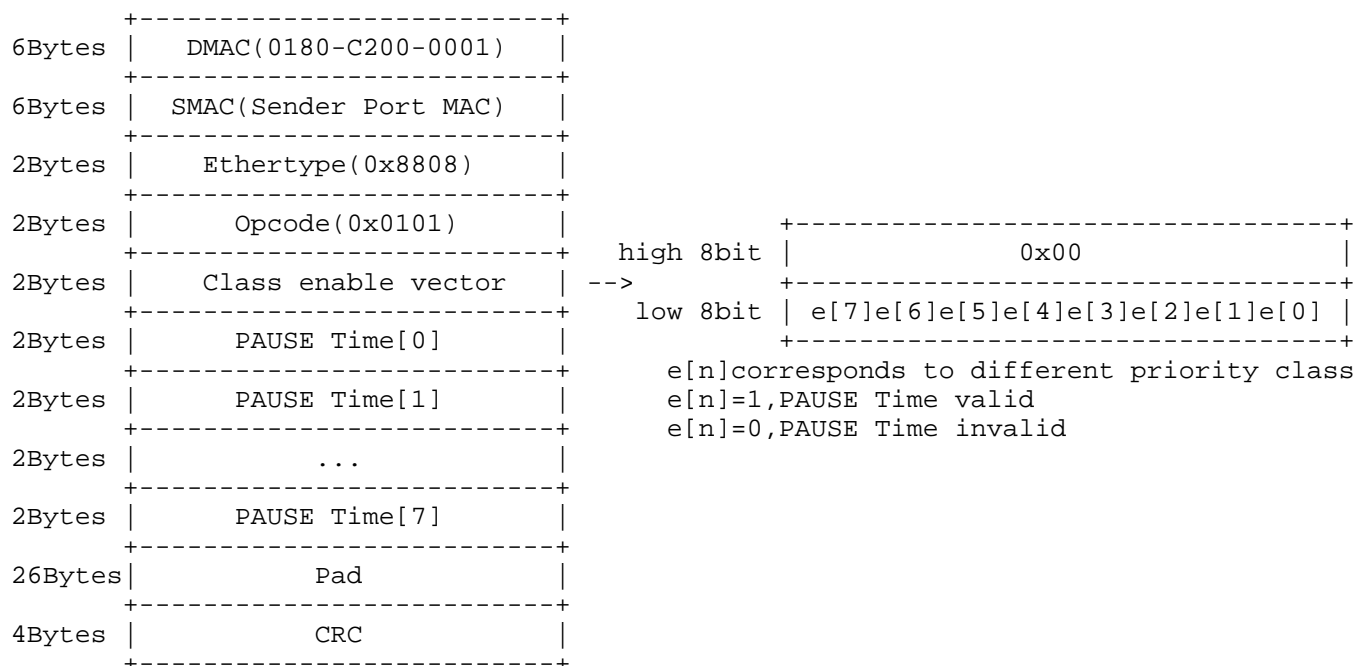 6Bytes | DMAC(0180-C200-0001) |
6Bytes | SMAC(Sender Port MAC) |
2Bytes | Ethertype(0x8808) |
2Bytes | Opcode(0x0101) |
high 8bit | 0x00 |
2Bytes | Class enable vector | -->
low 8bit | e[7]e[6]e[5]e[4]e[3]e[2]e[1]e[0] |
2Bytes | PAUSE Time[0] |
e[n]corresponds to different priority class
2Bytes | PAUSE Time[1] | e[n]=1,PAUSE Time valid
e[n]=0,PAUSE Time invalid
2Bytes | ... |
2Bytes | PAUSE Time[7] |
26Bytes| Pad |
4Bytes | CRC |